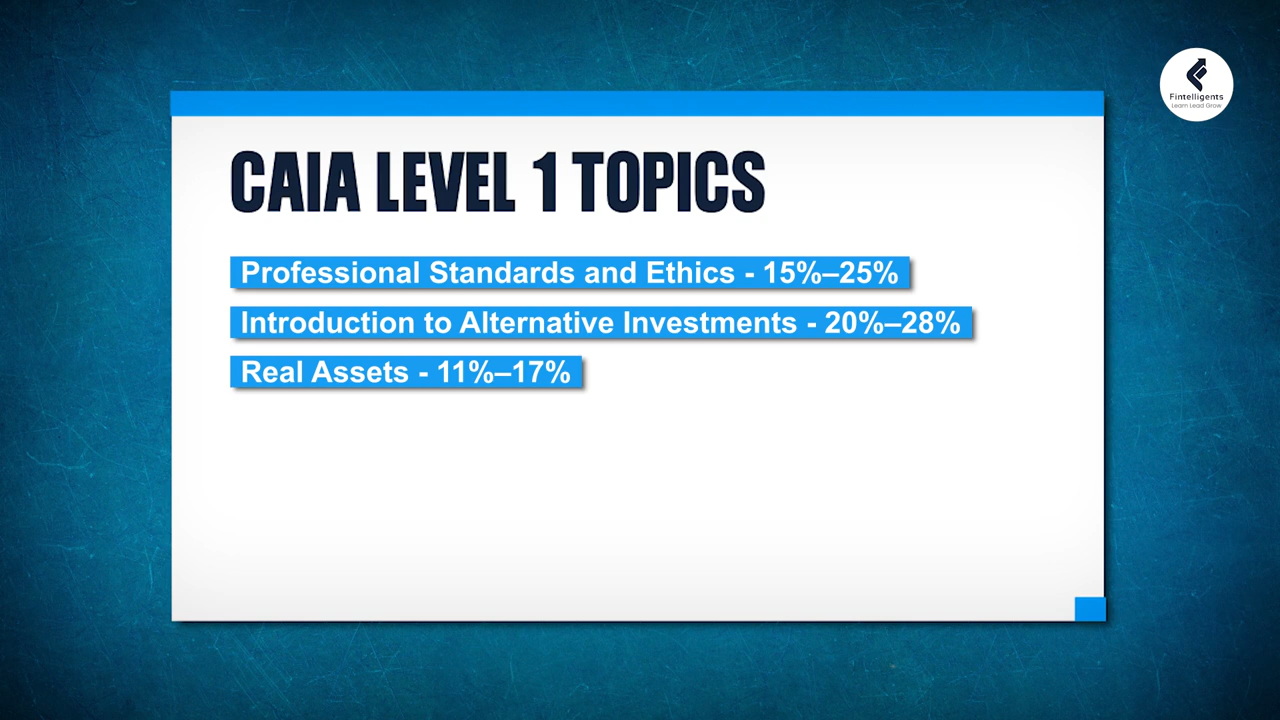 Fintelligents
Learn Lead Grow
CAIA LEVEL 1 TOPICS
Professional Standards and Ethics - 15%–25%
Introduction to Alternative Investments - 20%–28%
Real Assets - 11%–17%